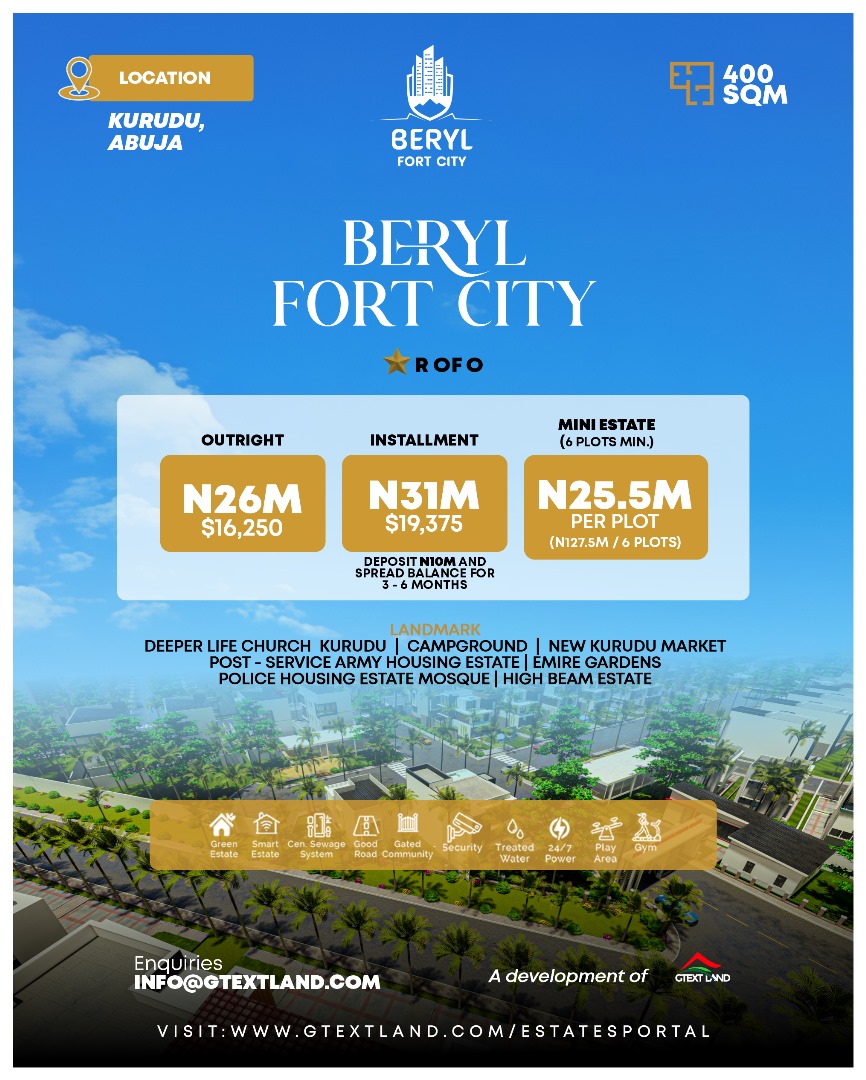 LOCATION
KURUDU,
ABUJA
BERYL
FORT CITY
400
SQM
BERYL
FORT CITY
R OF O
OUTRIGHT
N26M
$16,250
INSTALLMENT
N31M
$19,375
DEPOSIT N10M AND
SPREAD BALANCE FOR
3 - 6 MONTHS
MINI ESTATE
(6 PLOTS MIN.)
N25.5M
PER PLOT
(N127.5M / 6 PLOTS)
LANDMARK
DEEPER LIFE CHURCH KURUDU | CAMPGROUND | NEW KURUDU MARKET
POST - SERVICE ARMY HOUSING ESTATE | EMIRE GARDENS
POLICE HOUSING ESTATE MOSQUE | HIGH BEAM ESTATE
Green
Estate
Smart
Estate
Cen. Sewage
System
Good
Road
Gated
Community
Security
Treated
Water
24/7
Power
Play
Area
Gym
Enquiries
INFO@GTEXTLAND.COM
A development of
GTEXT LAND
VISIT:WWW.GTEXTLAND.COM/ESTATESPORTAL